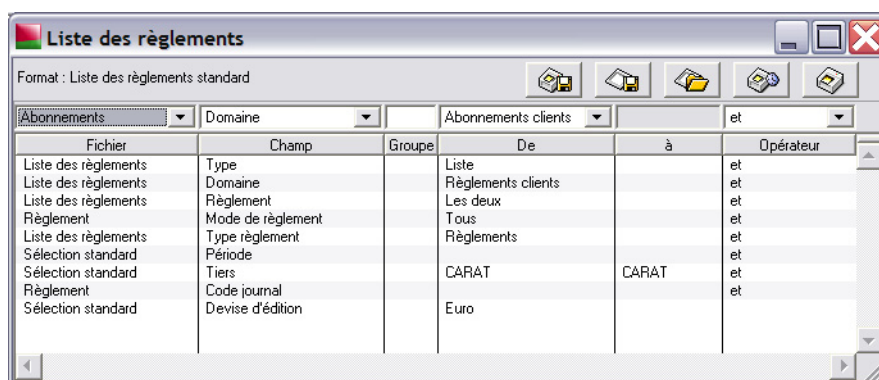 Liste des règlements
Format : Liste des règlements standard
Abonnements Domaine Abonnements clients et
Fichier Champ Groupe De à Opérateur
Liste des règlements Type Liste et
Liste des règlements Domaine Règlements clients et
Liste des règlements Règlement Les deux et
Règlement Mode de règlement Tous et
Liste des règlements Type règlement Règlements et
Sélection standard Période et
Sélection standard Tiers CARAT CARAT et
Règlement Code journal et
Sélection standard Devise d'édition Euro